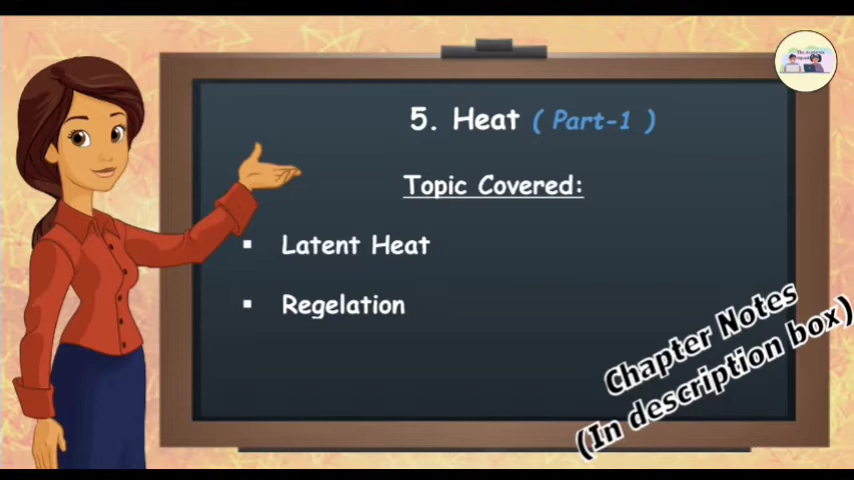 5. Heat ( Part-1 )
Topic Covered:
▪ Latent Heat
▪ Regelation
Chapter Notes
(In description box)